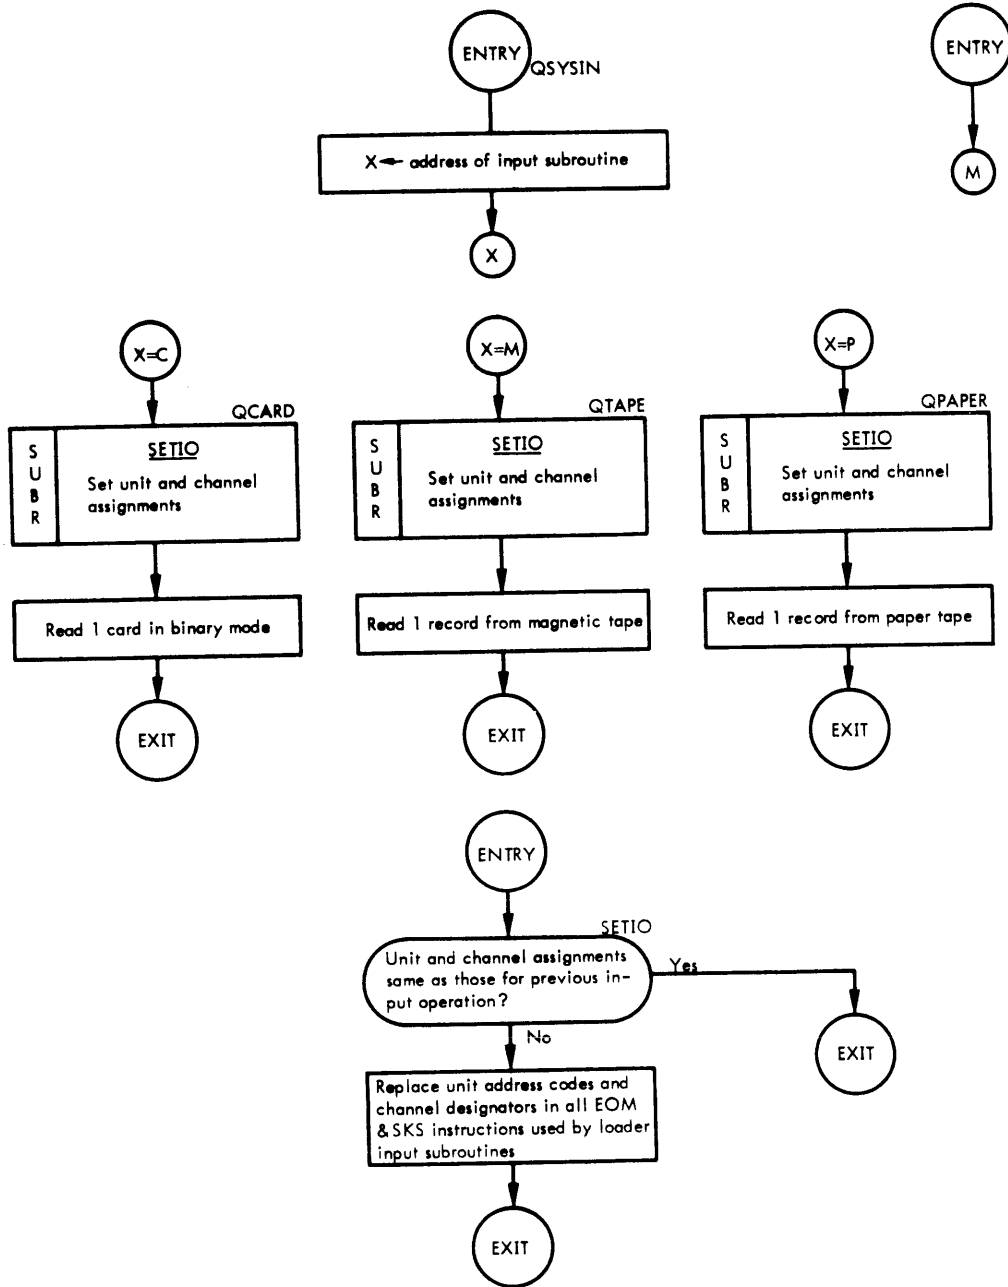 ENTRY
QSYSIN
X← address of input subroutine
X
ENTRY
M
X=C
QCARD
SUBR
SETIO
Set unit and channel
assignments
Read 1 card in binary mode
EXIT
X=M
QTAPE
SUBR
SETIO
Set unit and channel
assignments
Read 1 record from magnetic tape
EXIT
X=P
QPAPER
SUBR
SETIO
Set unit and channel
assignments
Read 1 record from paper tape
EXIT
ENTRY
SETIO
Unit and channel assignments
same as those for previous in-
put operation?
Yes
EXIT
No
Replace unit address codes and
channel designators in all EOM
& SKS instructions used by loader
input subroutines
EXIT